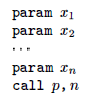 param x₁
param x₂
...
param xₙ
call p, n